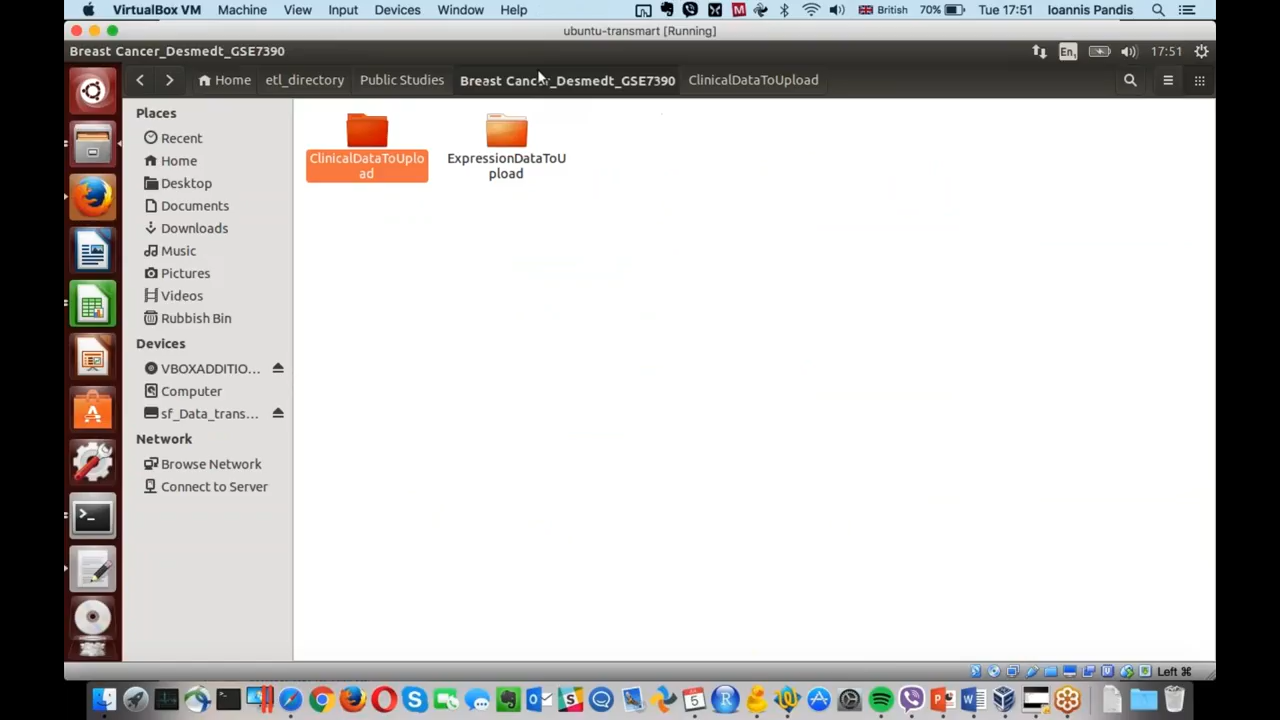 VirtualBox VM Machine View Input Devices Window Help British 70% Tue 17:51 Ioannis Pandis
ubuntu-transmart [Running]
Breast Cancer_Desmedt_GSE7390 En 17:51
Home etl_directory Public Studies Breast Cancer_Desmedt_GSE7390 ClinicalDataToUpload
Places
Recent
Home
Desktop
Documents
Downloads
Music
Pictures
Videos
Rubbish Bin
Devices
VBOXADDITIO...
Computer
sf_Data_trans...
Network
Browse Network
Connect to Server
ClinicalDataToUplo
ad
ExpressionDataToU
pload
Left ⌘
5